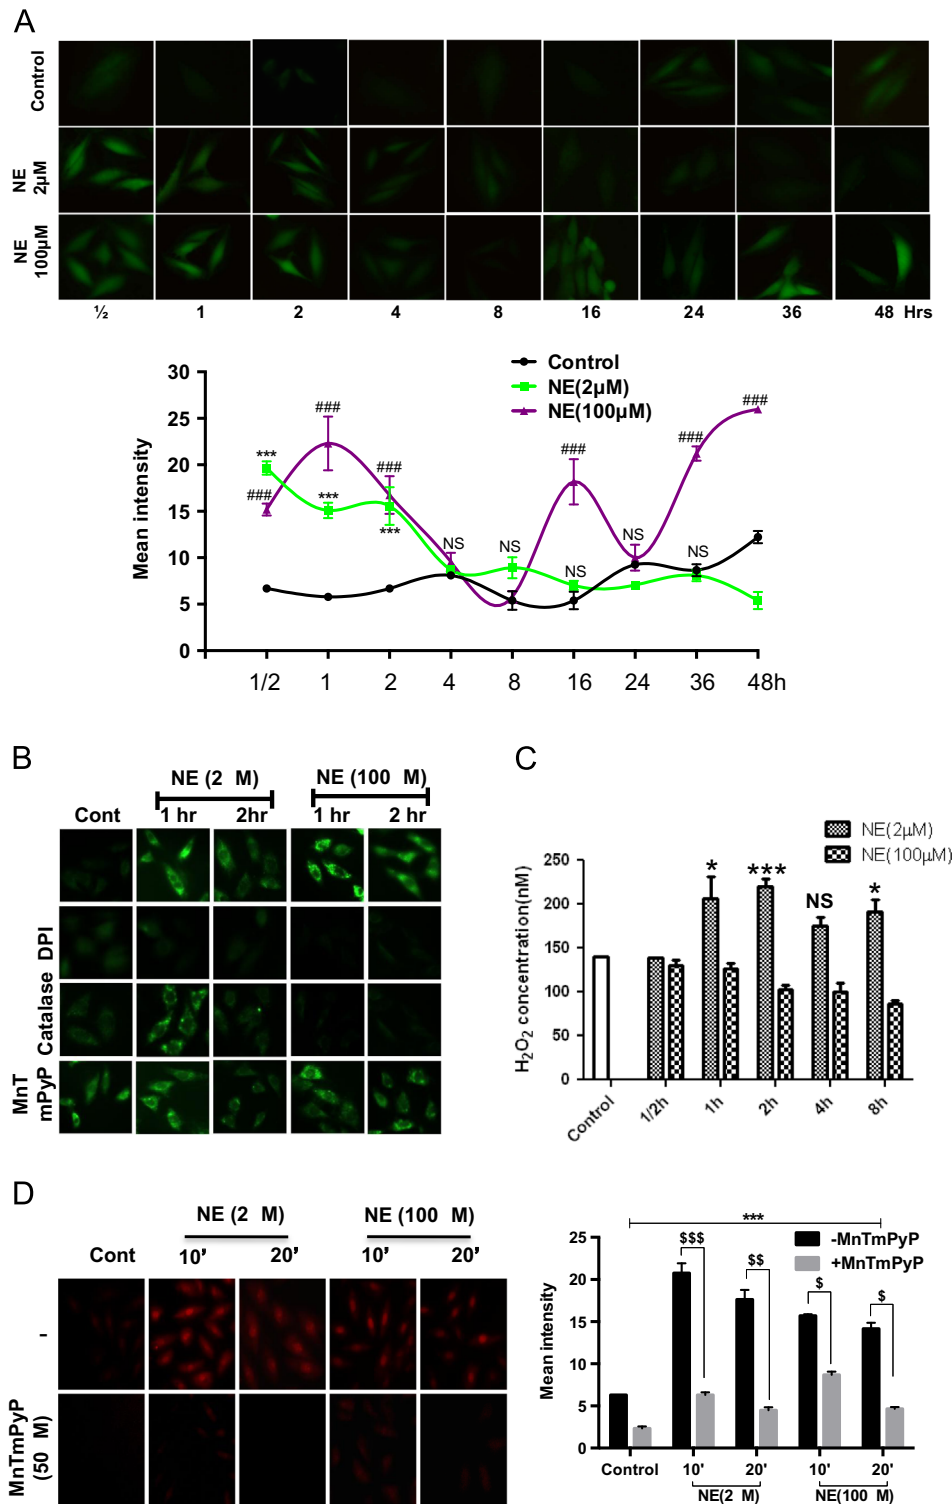 A
Control
NE 2µM
NE 100µM
½ 1 2 4 8 16 24 36 48 Hrs
Control
NE(2µM)
NE(100µM)
Mean intensity
30
25
20
15
10
5
0
###
***
###
***
###
***
NS
NS
###
NS
NS
###
NS
###
1/2 1 2 4 8 16 24 36 48h
B
NE (2 M)
NE (100 M)
Cont 1 hr 2hr 1 hr 2 hr
DPI
Catalase
MnT
mPyP
C
NE(2µM)
NE(100µM)
H₂O₂ concentration(nM)
250
200
150
100
50
0
*
***
NS
*
Control 1/2h 1h 2h 4h 8h
D
NE (2 M)
NE (100 M)
Cont 10' 20' 10' 20'
-
MnTmPyP
(50 M)
***
-MnTmPyP
+MnTmPyP
Mean intensity
25
20
15
10
5
0
$$$
$$
$
$
Control 10' 20' 10' 20'
NE(2 M) NE(100 M)